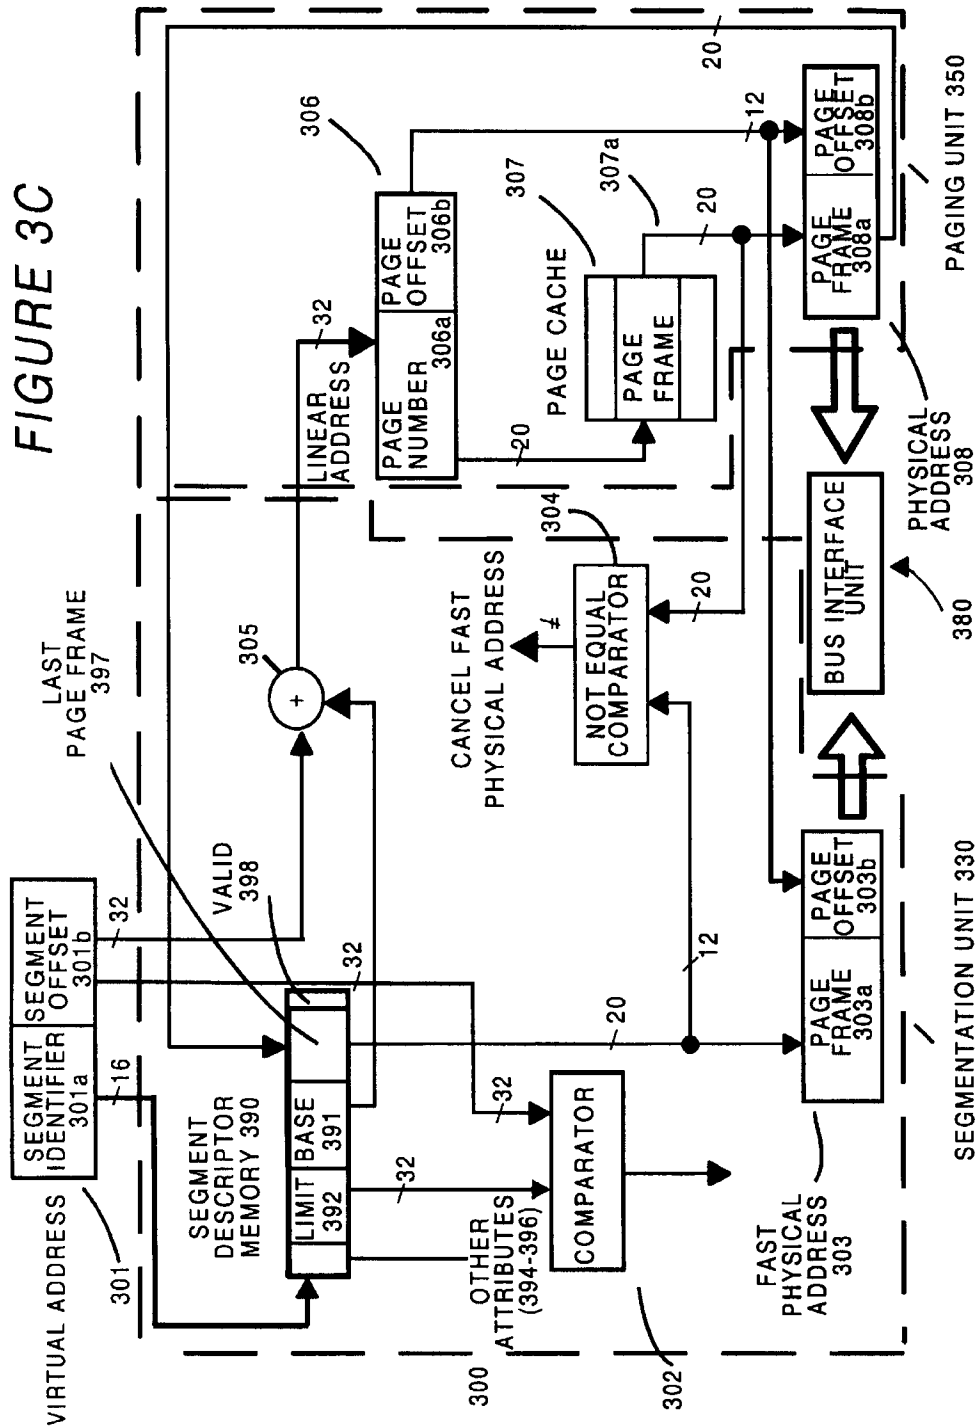 FIGURE 3C
VIRTUAL ADDRESS
301
SEGMENT
IDENTIFIER
301a
SEGMENT
OFFSET
301b
16
32
LAST
PAGE FRAME
397
VALID
398
SEGMENT
DESCRIPTOR
MEMORY 390
LIMIT
392
BASE
391
32
32
32
20
OTHER
ATTRIBUTES
(394-396)
COMPARATOR
302
300
305
+
LINEAR
ADDRESS
32
306
PAGE
NUMBER
306a
PAGE
OFFSET
306b
20
PAGE CACHE
307
PAGE
FRAME
307a
20
12
20
CANCEL FAST
PHYSICAL ADDRESS
≠
304
NOT EQUAL
COMPARATOR
12
20
FAST
PHYSICAL
ADDRESS
303
PAGE
FRAME
303a
PAGE
OFFSET
303b
BUS INTERFACE
UNIT
380
PAGE
FRAME
308a
PAGE
OFFSET
308b
PHYSICAL
ADDRESS
308
SEGMENTATION UNIT 330
PAGING UNIT 350